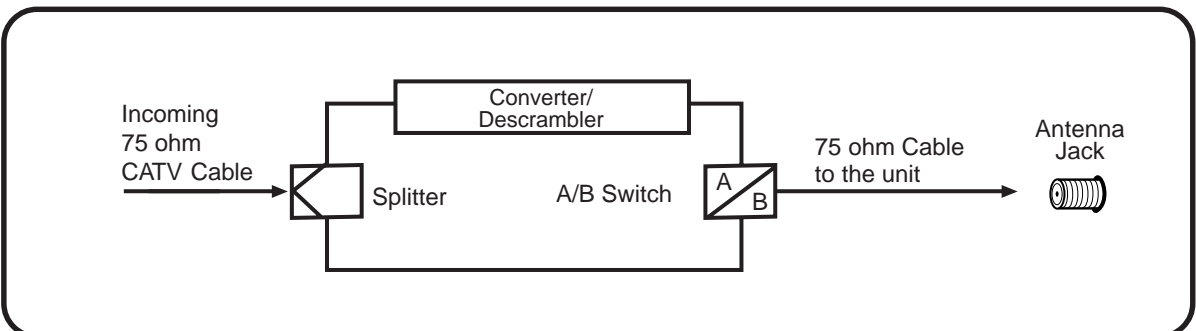 Incoming
75 ohm
CATV Cable
Splitter
Converter/
Descrambler
A/B Switch
A
B
75 ohm Cable
to the unit
Antenna
Jack